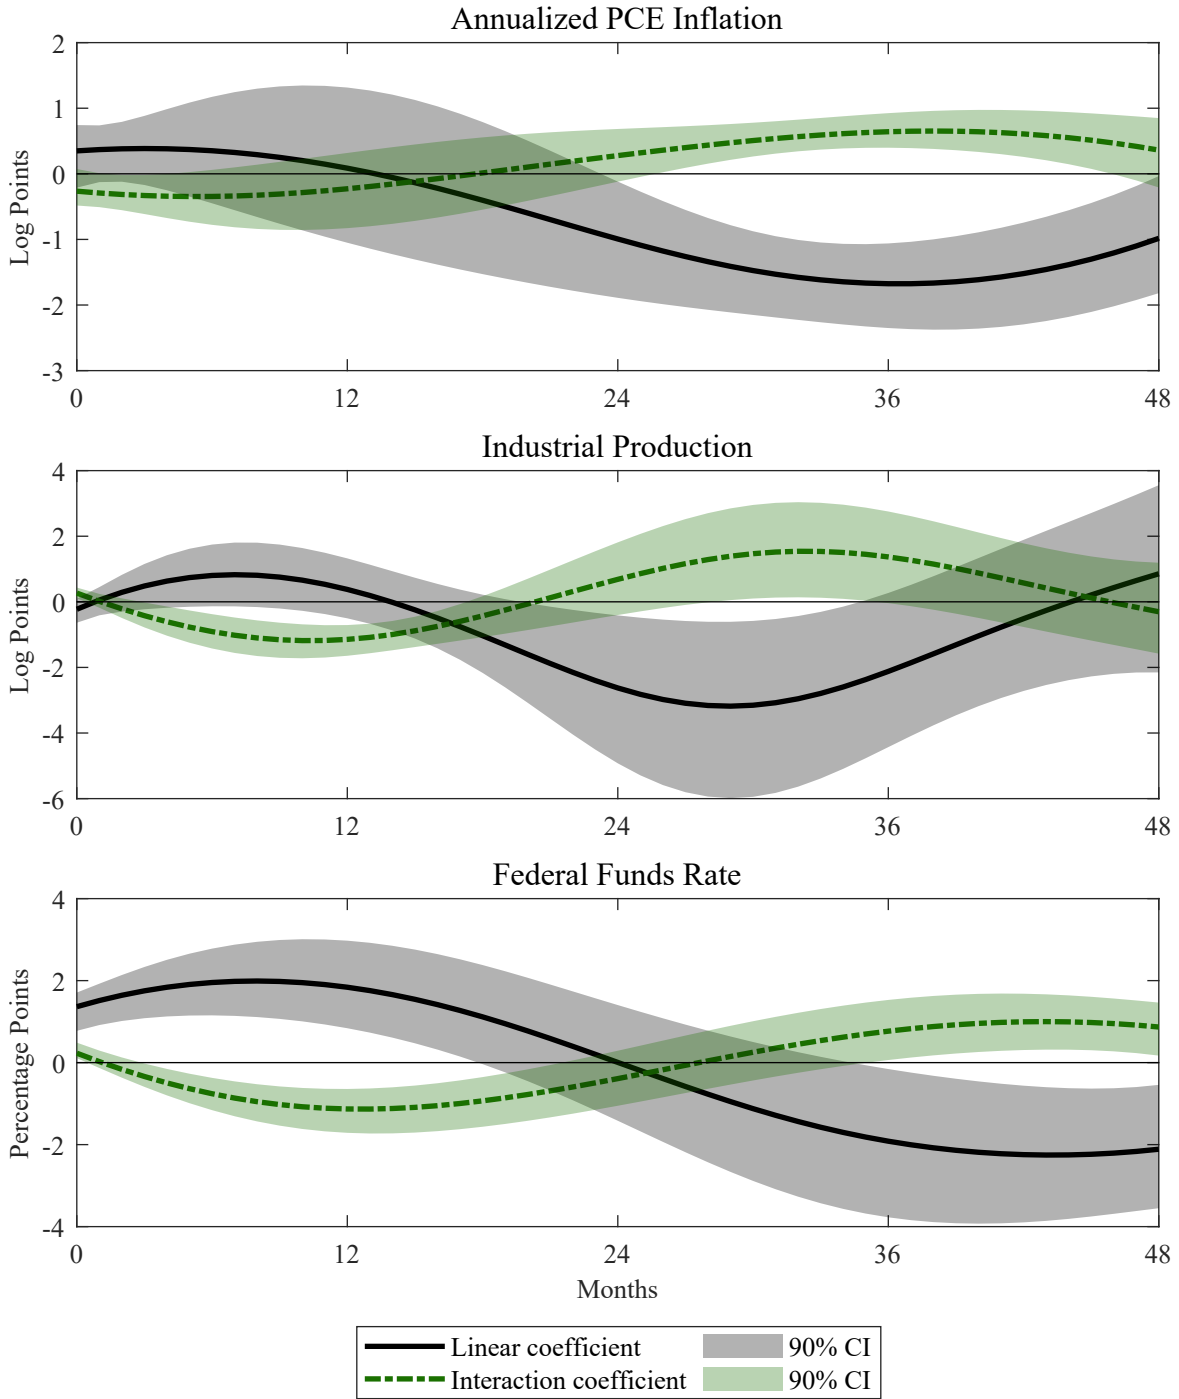 Annualized PCE Inflation
2
1
0
-1
-2
-3
Log Points
0 12 24 36 48
Industrial Production
4
2
0
-2
-4
-6
Log Points
0 12 24 36 48
Federal Funds Rate
4
2
0
-2
-4
Percentage Points
0 12 24 36 48
Months
Linear coefficient 90% CI
Interaction coefficient 90% CI